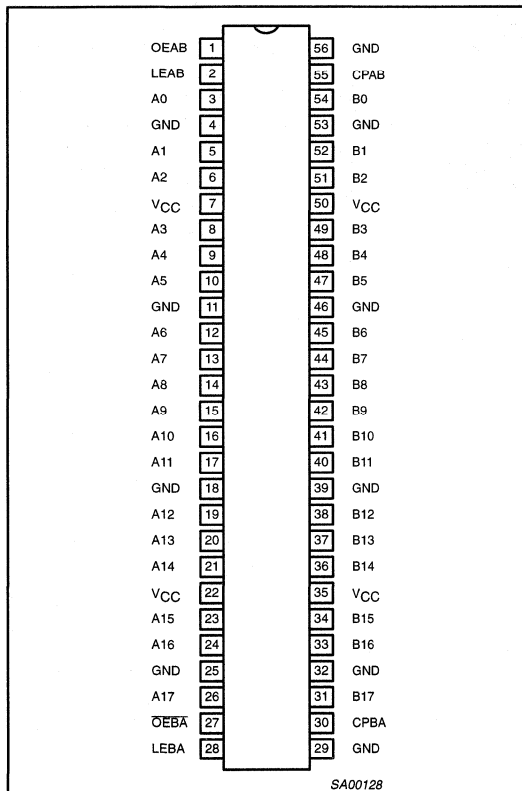 OEAB 1 56 GND
LEAB 2 55 CPAB
A0 3 54 B0
GND 4 53 GND
A1 5 52 B1
A2 6 51 B2
VCC 7 50 VCC
A3 8 49 B3
A4 9 48 B4
A5 10 47 B5
GND 11 46 GND
A6 12 45 B6
A7 13 44 B7
A8 14 43 B8
A9 15 42 B9
A10 16 41 B10
A11 17 40 B11
GND 18 39 GND
A12 19 38 B12
A13 20 37 B13
A14 21 36 B14
VCC 22 35 VCC
A15 23 34 B15
A16 24 33 B16
GND 25 32 GND
A17 26 31 B17
OEBA 27 30 CPBA
LEBA 28 29 GND
SA00128